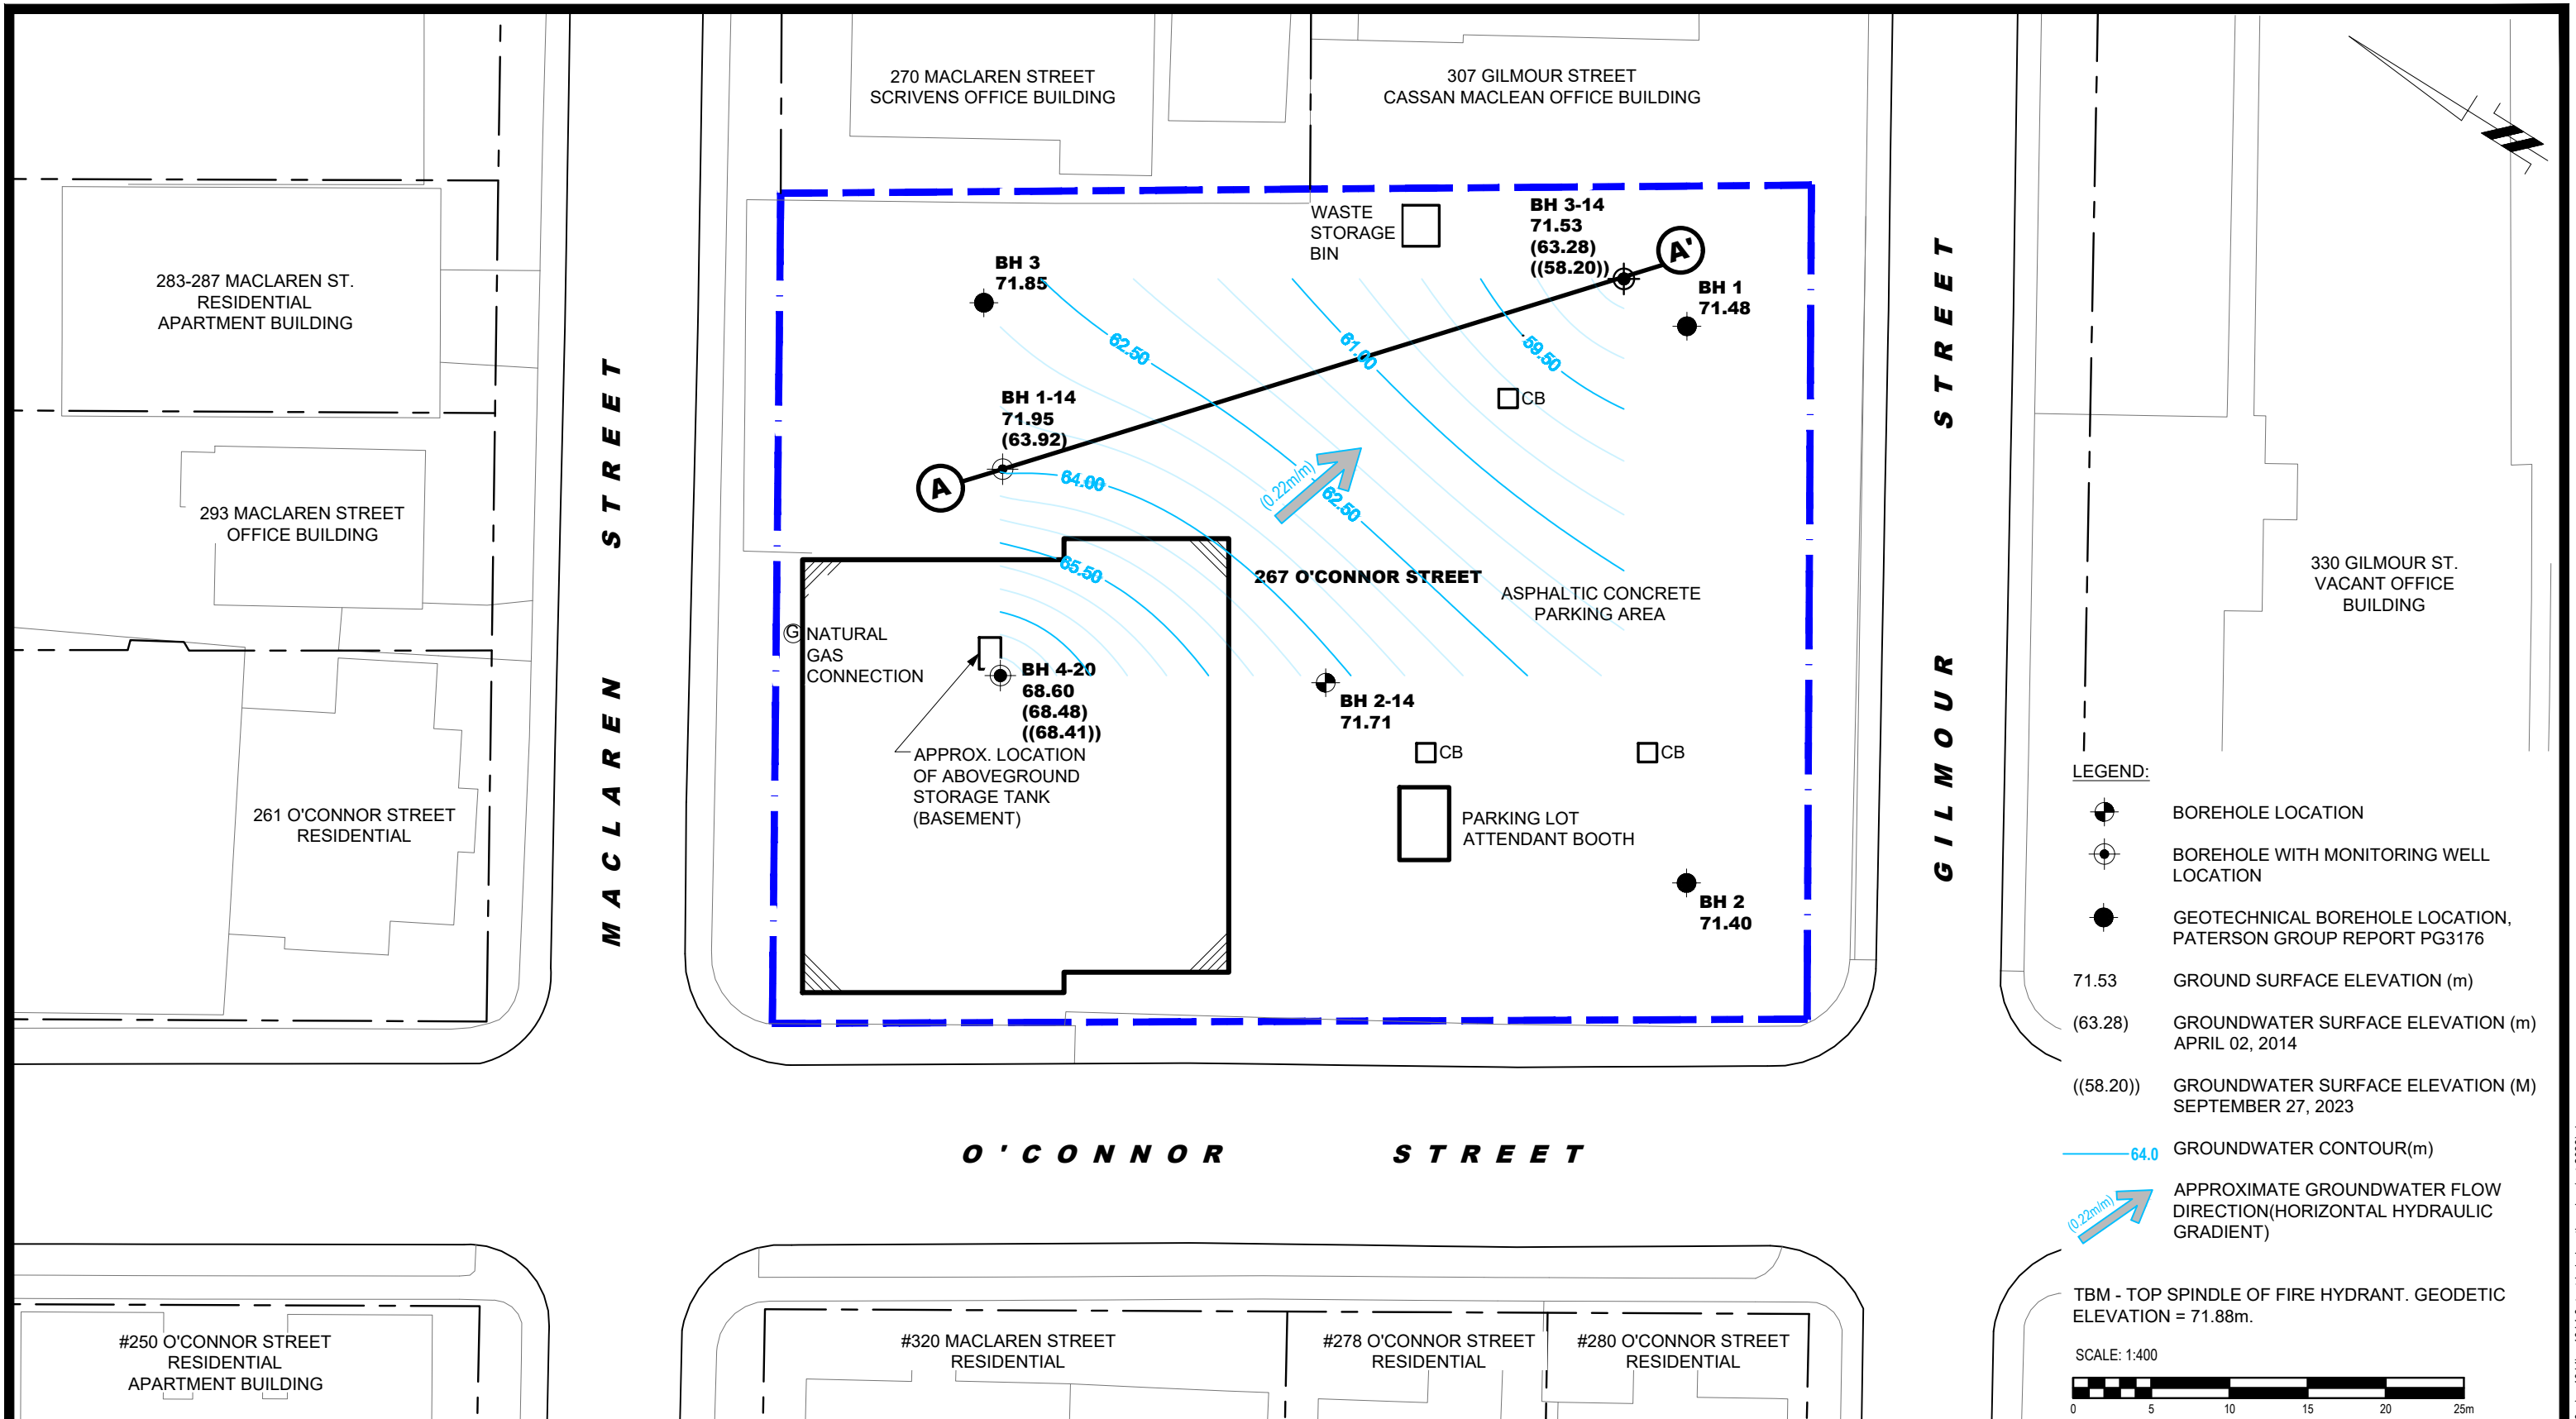 270 MACLAREN STREET
SCRIVENS OFFICE BUILDING
307 GILMOUR STREET
CASSAN MACLEAN OFFICE BUILDING
283-287 MACLAREN ST.
RESIDENTIAL
APARTMENT BUILDING
293 MACLAREN STREET
OFFICE BUILDING
261 O'CONNOR STREET
RESIDENTIAL
MACLAREN STREET
WASTE
STORAGE
BIN
BH 3-14
71.53
(63.28)
((58.20))
A'
BH 1
71.48
BH 3
71.85
62.50
61.00
59.50
CB
BH 1-14
71.95
(63.92)
A
64.00
(0.22m/m)
62.50
65.50
267 O'CONNOR STREET
ASPHALTIC CONCRETE
PARKING AREA
G
NATURAL
GAS
CONNECTION
BH 4-20
68.60
(68.48)
((68.41))
APPROX. LOCATION
OF ABOVEGROUND
STORAGE TANK
(BASEMENT)
BH 2-14
71.71
CB
CB
PARKING LOT
ATTENDANT BOOTH
BH 2
71.40
GILMOUR STREET
330 GILMOUR ST.
VACANT OFFICE
BUILDING
O'CONNOR STREET
#250 O'CONNOR STREET
RESIDENTIAL
APARTMENT BUILDING
#320 MACLAREN STREET
RESIDENTIAL
#278 O'CONNOR STREET
RESIDENTIAL
#280 O'CONNOR STREET
RESIDENTIAL
LEGEND:
BOREHOLE LOCATION
BOREHOLE WITH MONITORING WELL
LOCATION
GEOTECHNICAL BOREHOLE LOCATION,
PATERSON GROUP REPORT PG3176
71.53 GROUND SURFACE ELEVATION (m)
(63.28) GROUNDWATER SURFACE ELEVATION (m)
APRIL 02, 2014
((58.20)) GROUNDWATER SURFACE ELEVATION (M)
SEPTEMBER 27, 2023
64.0 GROUNDWATER CONTOUR(m)
(0.22m/m)
APPROXIMATE GROUNDWATER FLOW
DIRECTION(HORIZONTAL HYDRAULIC
GRADIENT)
TBM - TOP SPINDLE OF FIRE HYDRANT. GEODETIC
ELEVATION = 71.88m.
SCALE: 1:400
0 5 10 15 20 25m